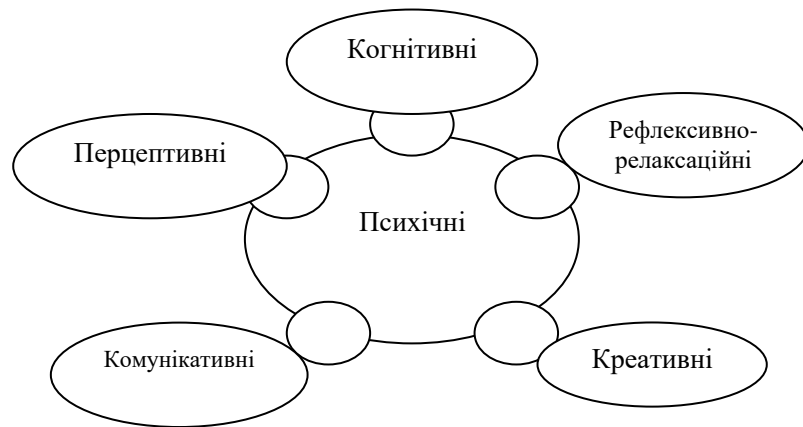 Когнітивні
Перцептивні
Рефлексивно-
релаксаційні
Психічні
Комунікативні
Креативні